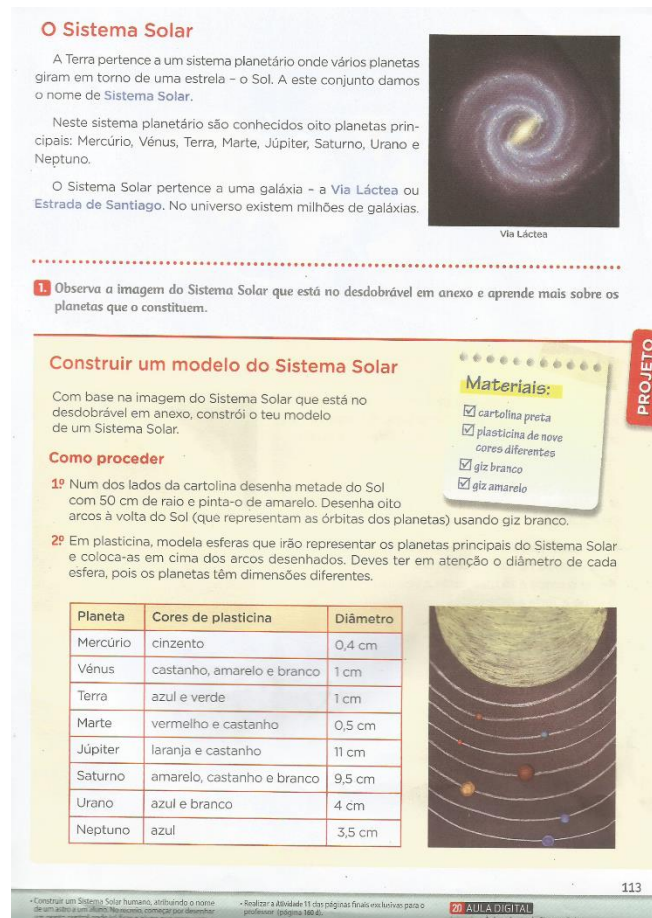 O Sistema Solar
A Terra pertence a um sistema planetário onde vários planetas
giram em torno de uma estrela – o Sol. A este conjunto damos
o nome de Sistema Solar.
Neste sistema planetário são conhecidos oito planetas prin-
cipais: Mercúrio, Vénus, Terra, Marte, Júpiter, Saturno, Urano e
Neptuno.
O Sistema Solar pertence a uma galáxia – a Via Láctea ou
Estrada de Santiago. No universo existem milhões de galáxias.
Via Láctea
1. Observa a imagem do Sistema Solar que está no desdobrável em anexo e aprende mais sobre os
planetas que o constituem.
PROJETO
Construir um modelo do Sistema Solar
Com base na imagem do Sistema Solar que está no
desdobrável em anexo, constrói o teu modelo
de um Sistema Solar.
Materiais:
cartolina preta
plasticina de nove
cores diferentes
giz branco
giz amarelo
Como proceder
1º Num dos lados da cartolina desenha metade do Sol
com 50 cm de raio e pinta-o de amarelo. Desenha oito
arcos à volta do Sol (que representam as órbitas dos planetas) usando giz branco.
2º Em plasticina, modela esferas que irão representar os planetas principais do Sistema Solar
e coloca-as em cima dos arcos desenhados. Deves ter em atenção o diâmetro de cada
esfera, pois os planetas têm dimensões diferentes.
Planeta Cores de plasticina Diâmetro
Mercúrio cinzento 0,4 cm
Vénus castanho, amarelo e branco 1 cm
Terra azul e verde 1 cm
Marte vermelho e castanho 0,5 cm
Júpiter laranja e castanho 11 cm
Saturno amarelo, castanho e branco 9,5 cm
Urano azul e branco 4 cm
Neptuno azul 3,5 cm
113
• Construir um Sistema Solar humano, atribuindo o nome
de um astro a um aluno. No recreio, começar por desenhar
• Realizar a Atividade 11 das páginas finais exclusivas para o
professor (página 160 d).
20 AULA DIGITAL